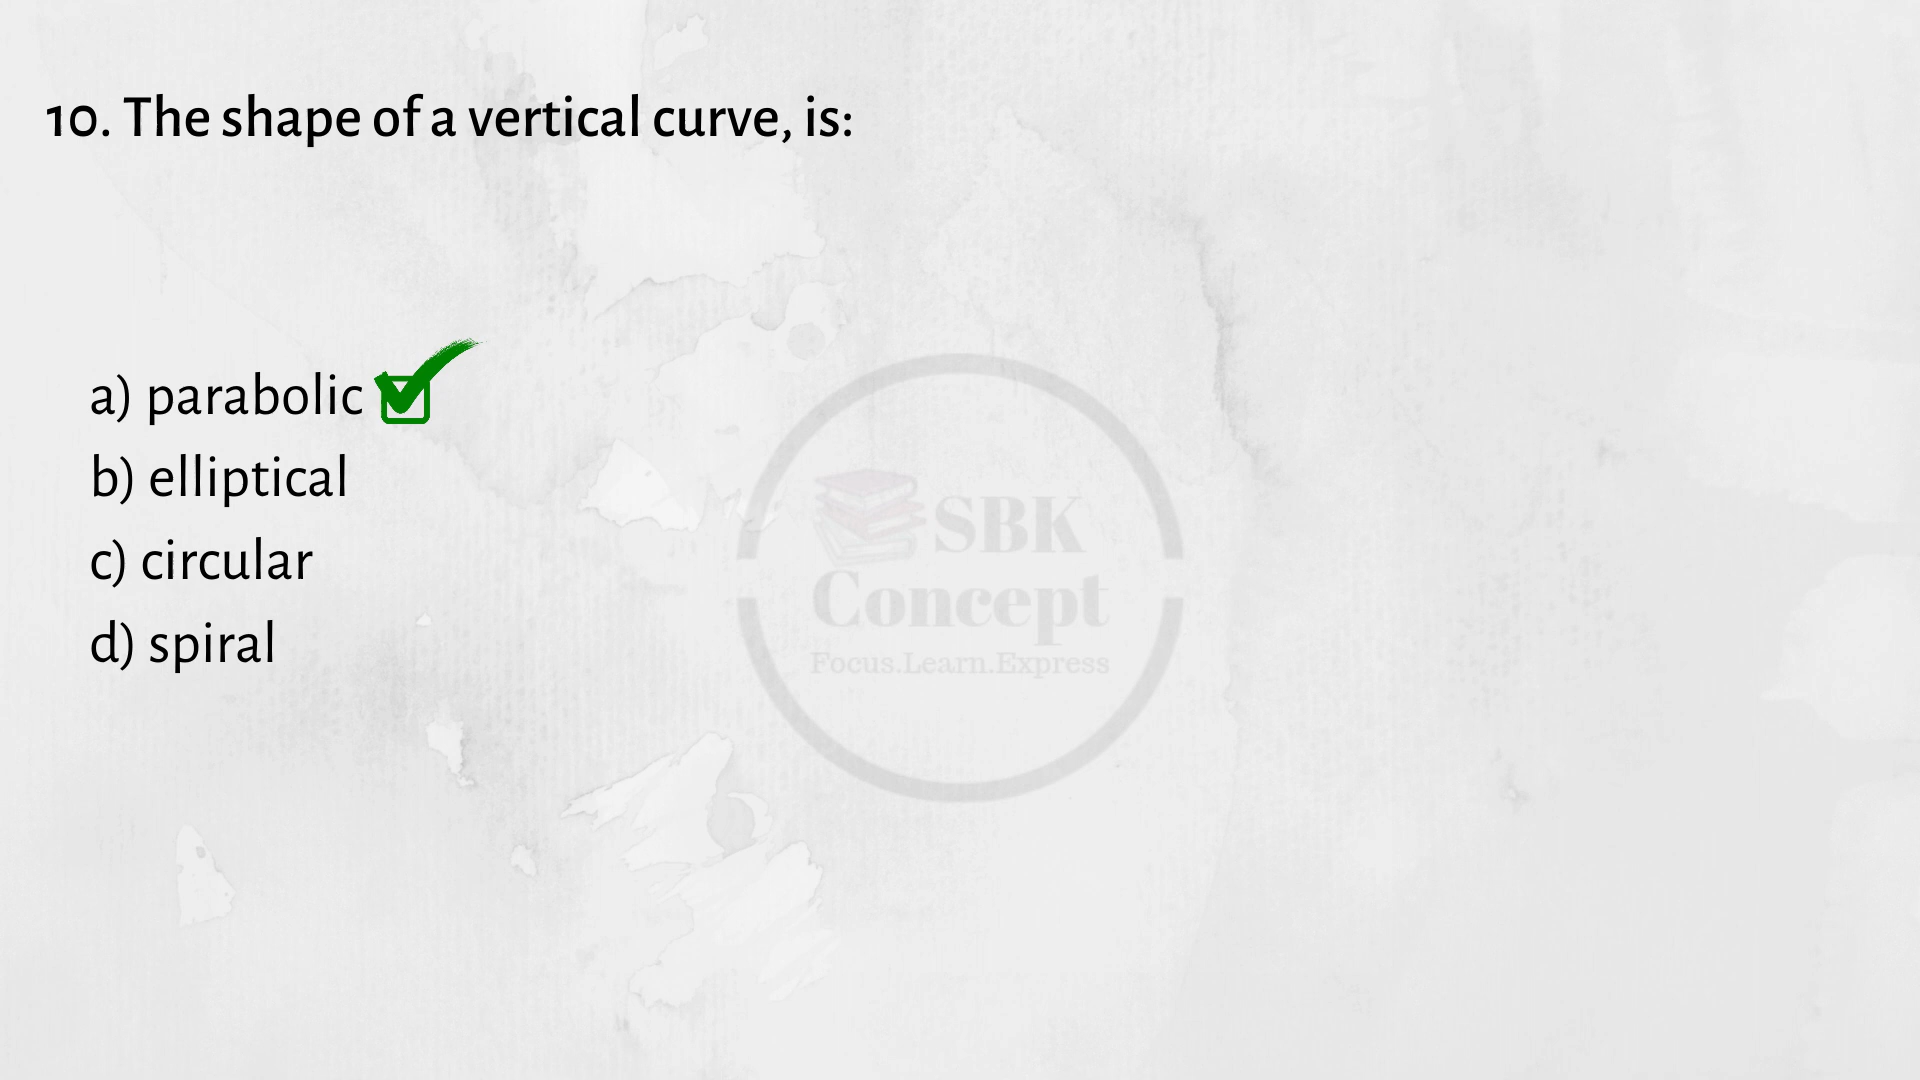 10. The shape of a vertical curve, is:
a) parabolic
b) elliptical
c) circular
d) spiral
SBK
Concept
Focus.Learn.Express